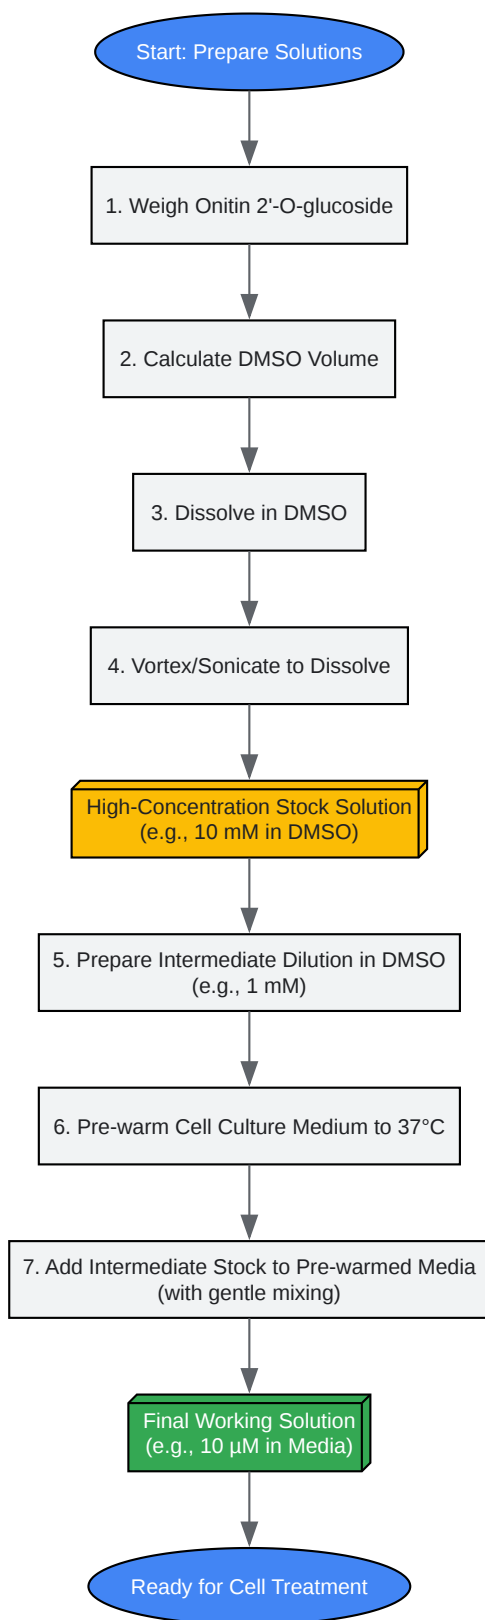 Start: Prepare Solutions
1. Weigh Onitin 2'-O-glucoside
2. Calculate DMSO Volume
3. Dissolve in DMSO
4. Vortex/Sonicate to Dissolve
High-Concentration Stock Solution
(e.g., 10 mM in DMSO)
5. Prepare Intermediate Dilution in DMSO
(e.g., 1 mM)
6. Pre-warm Cell Culture Medium to 37°C
7. Add Intermediate Stock to Pre-warmed Media
(with gentle mixing)
Final Working Solution
(e.g., 10 µM in Media)
Ready for Cell Treatment